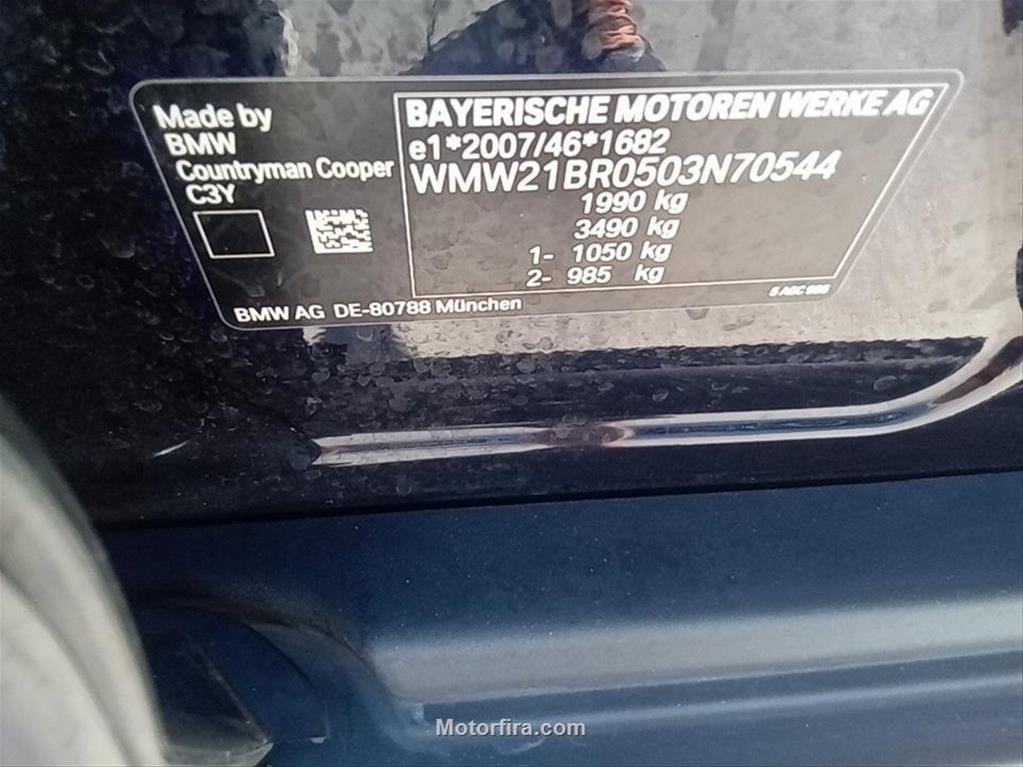 Made by
BMW
Countryman Cooper
C3Y
BAYERISCHE MOTOREN WERKE AG
e1*2007/46*1682
WMW21BR0503N70544
1990 kg
3490 kg
1- 1050 kg
2- 985 kg
BMW AG DE-80788 München
Motorfira.com